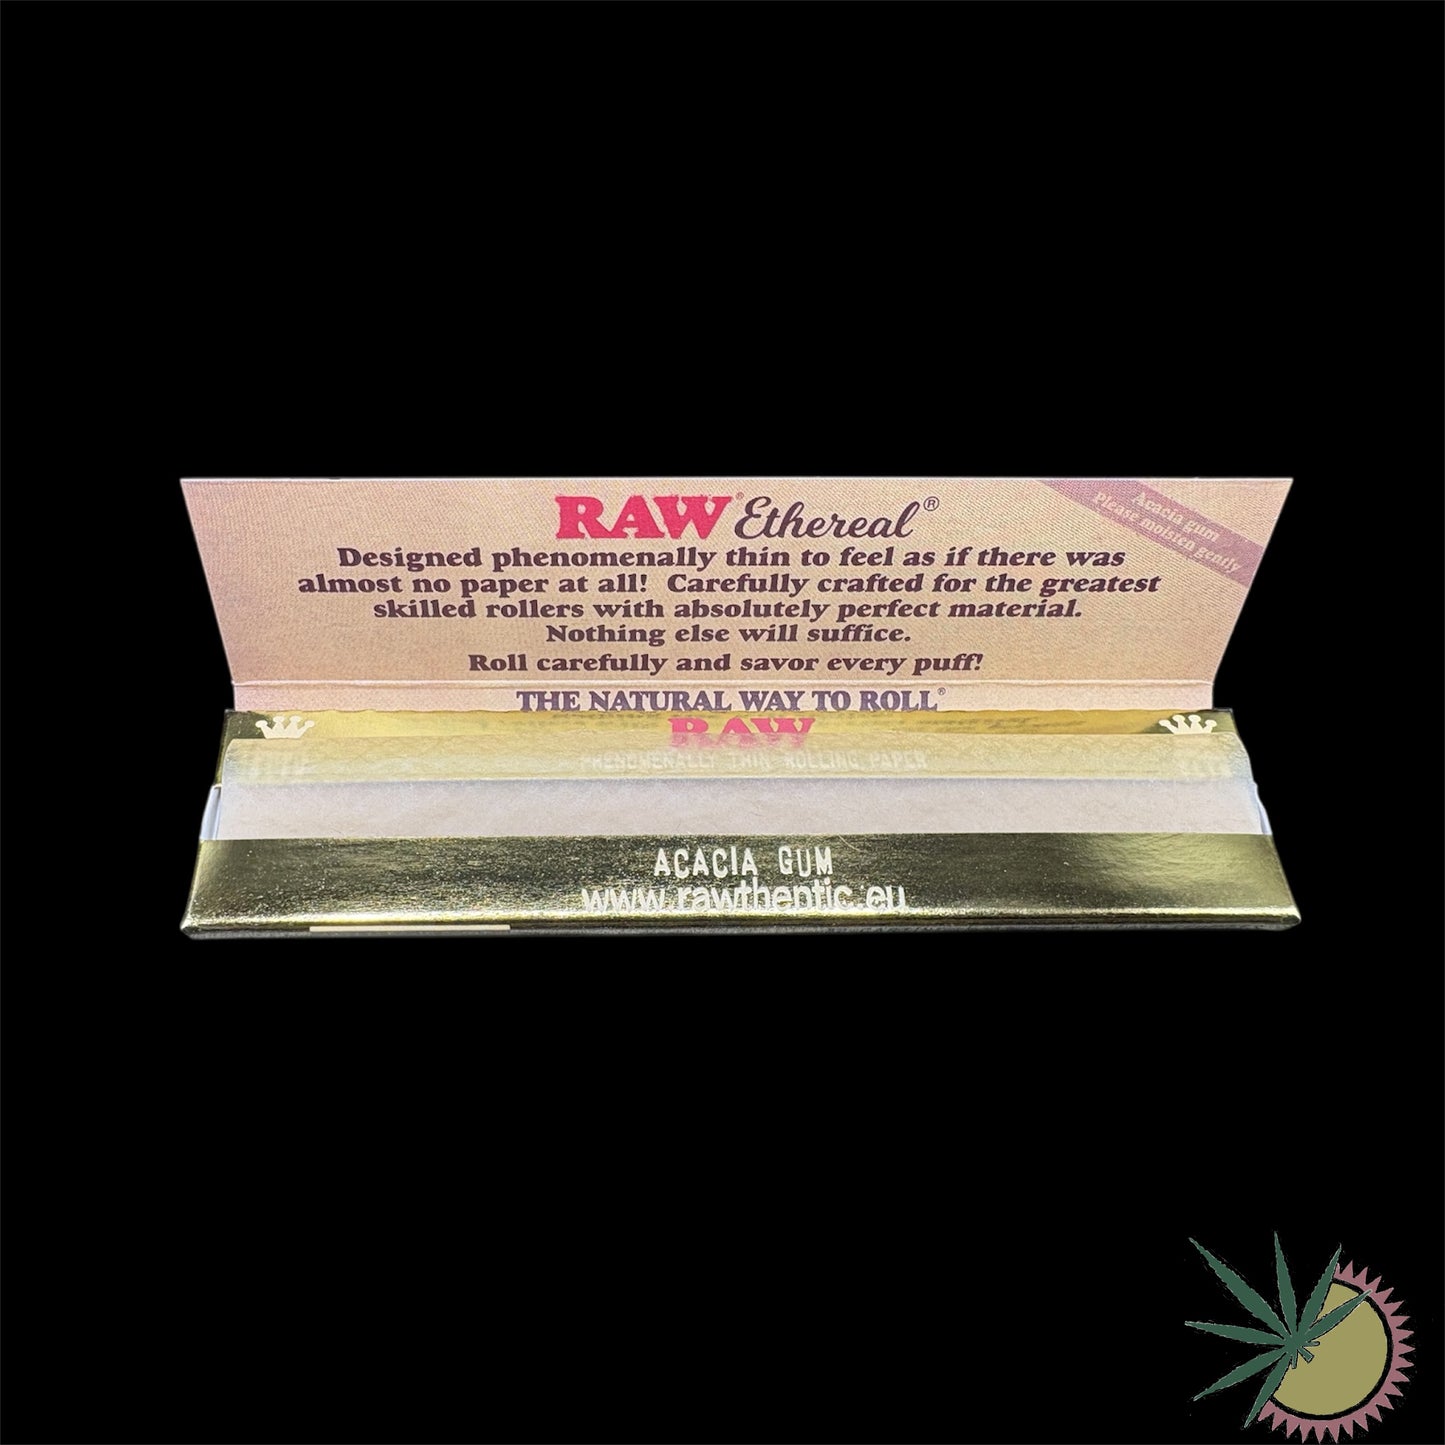 RAW® Ethereal®
Acacia gum
Please moisten gently
Designed phenomenally thin to feel as if there was
almost no paper at all! Carefully crafted for the greatest
skilled rollers with absolutely perfect material.
Nothing else will suffice.
Roll carefully and savor every puff!
THE NATURAL WAY TO ROLL®
RAW
PHENOMENALLY THIN ROLLING PAPER
ACACIA GUM
www.rawthentic.eu